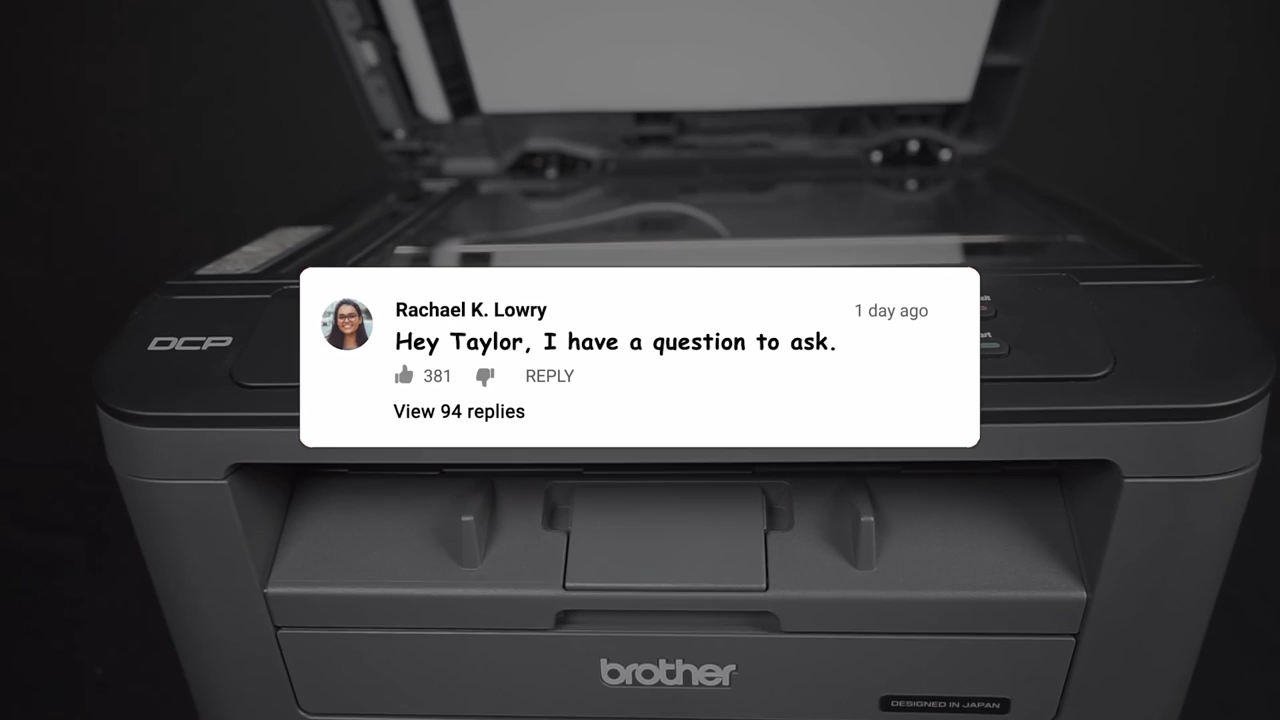 Rachael K. Lowry
1 day ago
Hey Taylor, I have a question to ask.
381
REPLY
View 94 replies
DCP
brother
DESIGNED IN JAPAN